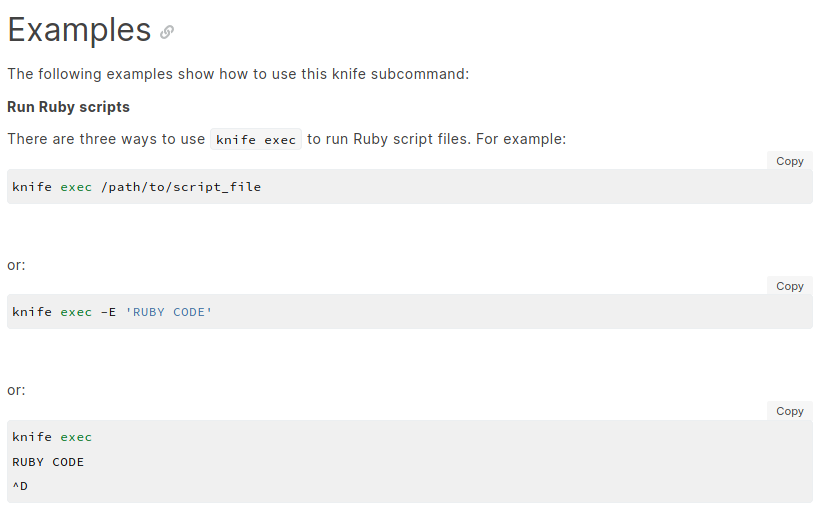 Examples
The following examples show how to use this knife subcommand:
Run Ruby scripts
There are three ways to use knife exec to run Ruby script files. For example:
Copy
knife exec /path/to/script_file
or:
Copy
knife exec -E 'RUBY CODE'
or:
Copy
knife exec
RUBY CODE
^D